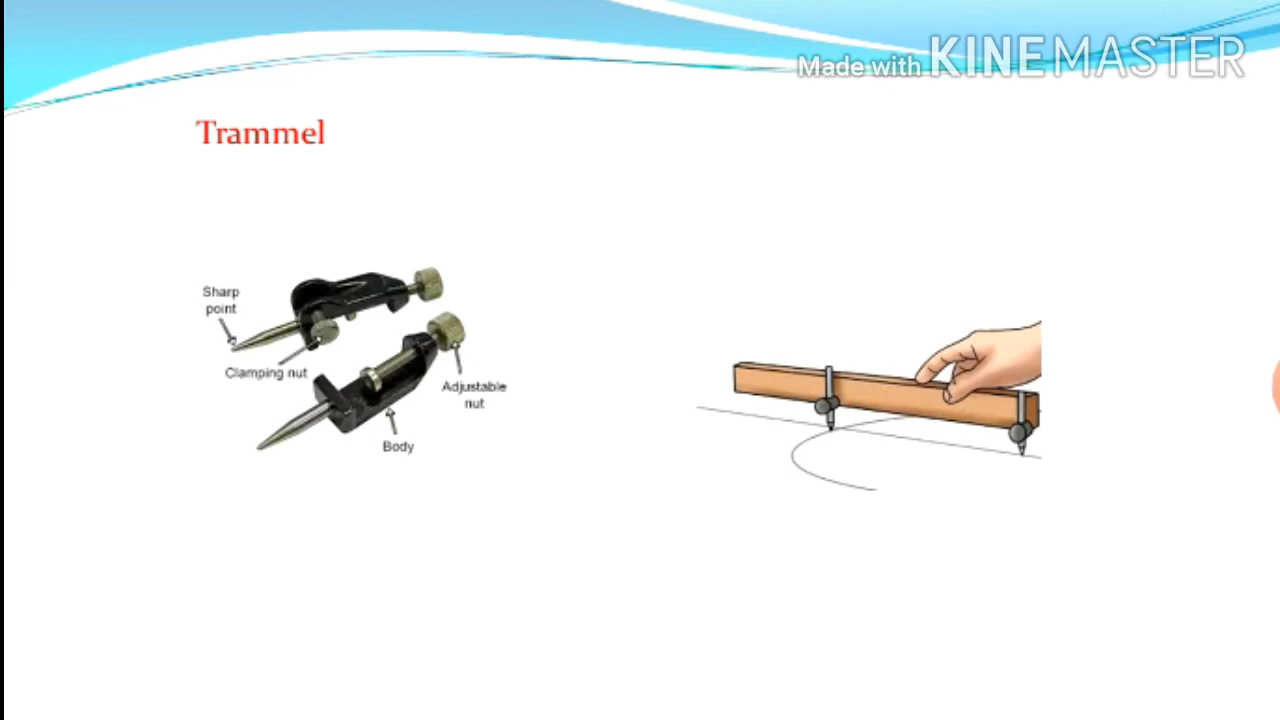 Made with KINEMASTER
Trammel
Sharp
point
Clamping nut
Adjustable
nut
Body